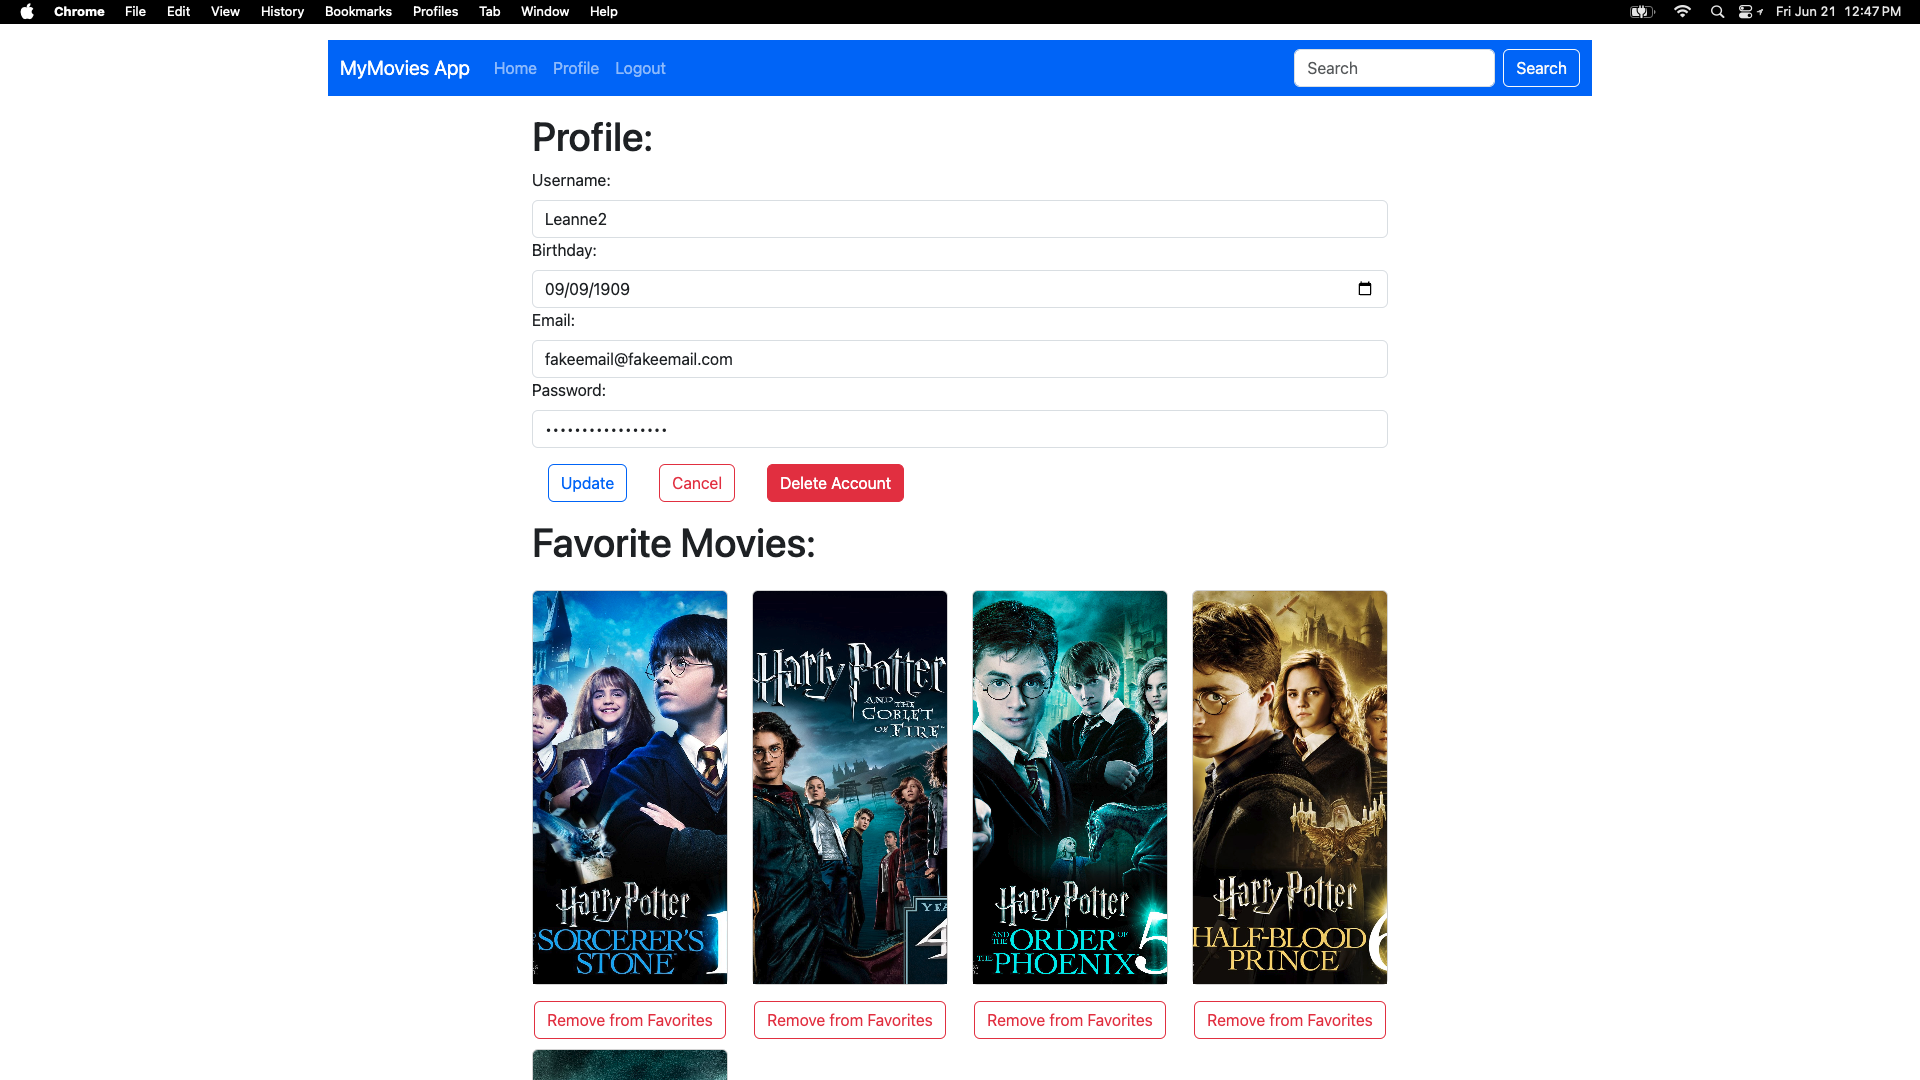 Chrome File Edit View History Bookmarks Profiles Tab Window Help Fri Jun 21 12:47 PM
MyMovies App Home Profile Logout Search Search
Profile:
Username:
Leanne2
Birthday:
09/09/1909
Email:
fakeemail@fakeemail.com
Password:
•••••••••••••••••
Update Cancel Delete Account
Favorite Movies:
Harry Potter
SORCERER'S
STONE
1
Harry Potter
AND THE
GOBLET
OF FIRE
YEA
4
Harry Potter
AND THE ORDER OF
THE PHOENIX
5
Harry Potter
HALF-BLOOD
PRINCE
6
Remove from Favorites Remove from Favorites Remove from Favorites Remove from Favorites